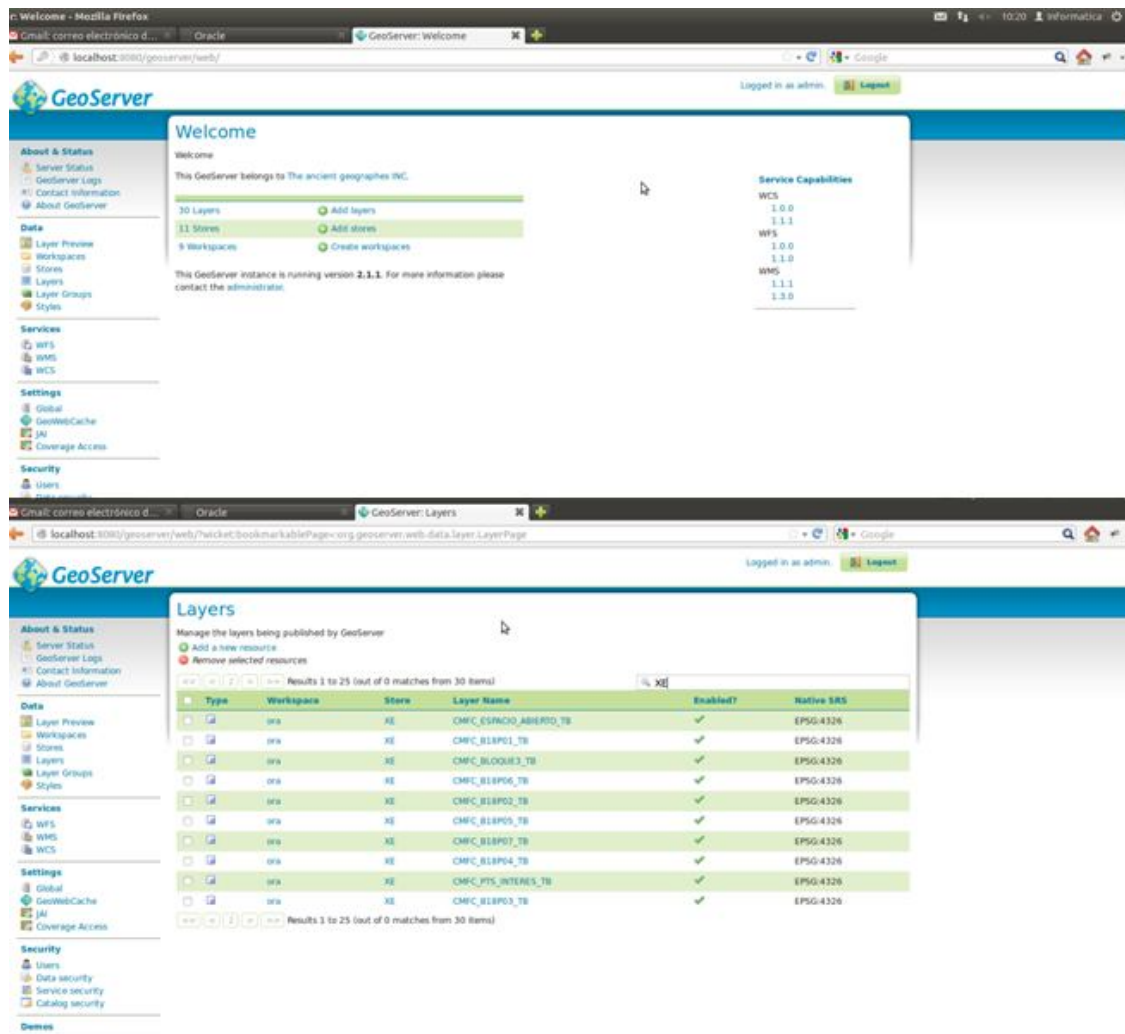 Welcome - Mozilla Firefox
10:20 informatica
Gmail: correo electrónico d...
Oracle
GeoServer: Welcome
localhost:8080/geoserver/web/
Google
GeoServer
Logged in as admin.
Logout
Welcome
Welcome
This GeoServer belongs to The ancient geographes INC.
30 Layers
Add layers
11 Stores
Add stores
9 Workspaces
Create workspaces
This GeoServer instance is running version 2.1.1. For more information please
contact the administrator.
Service Capabilities
WCS
1.0.0
1.1.1
WFS
1.0.0
1.1.0
WMS
1.1.1
1.3.0
About & Status
Server Status
GeoServer Logs
Contact Information
About GeoServer
Data
Layer Preview
Workspaces
Stores
Layers
Layer Groups
Styles
Services
WFS
WMS
WCS
Settings
Global
GeoWebCache
JAI
Coverage Access
Security
Users
Data security
Gmail: correo electrónico d...
Oracle
GeoServer: Layers
localhost:8080/geoserver/web/?wicket:bookmarkablePage=:org.geoserver.web.data.layer.LayerPage
Google
GeoServer
Logged in as admin.
Logout
Layers
Manage the layers being published by GeoServer
Add a new resource
Remove selected resources
<< < 1 > >> Results 1 to 25 (out of 0 matches from 30 items)
XE
Type Workspace Store Layer Name Enabled? Native SRS
ora XE CMFC_ESPACIO_ABIERTO_TB EPSG:4326
ora XE CMFC_B18P01_TB EPSG:4326
ora XE CMFC_BLOQUE3_TB EPSG:4326
ora XE CMFC_B18P06_TB EPSG:4326
ora XE CMFC_B18P02_TB EPSG:4326
ora XE CMFC_B18P05_TB EPSG:4326
ora XE CMFC_B18P07_TB EPSG:4326
ora XE CMFC_B18P04_TB EPSG:4326
ora XE CMFC_PTS_INTERES_TB EPSG:4326
ora XE CMFC_B18P03_TB EPSG:4326
<< < 1 > >> Results 1 to 25 (out of 0 matches from 30 items)
About & Status
Server Status
GeoServer Logs
Contact Information
About GeoServer
Data
Layer Preview
Workspaces
Stores
Layers
Layer Groups
Styles
Services
WFS
WMS
WCS
Settings
Global
GeoWebCache
JAI
Coverage Access
Security
Users
Data security
Service security
Catalog security
Demos